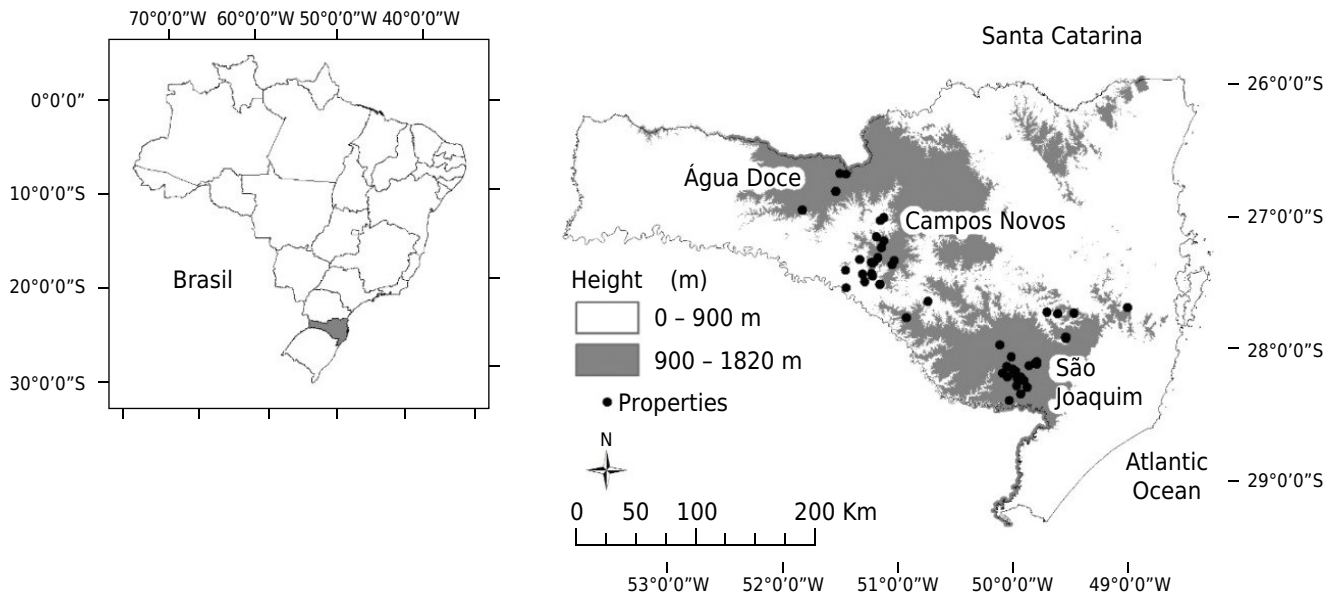 70°0’0”W 60°0’0”W 50°0’0”W 40°0’0”W
0°0’0”
10°0’0”S
20°0’0”S
30°0’0”S
Brasil
Santa Catarina
26°0’0”S
27°0’0”S
28°0’0”S
29°0’0”S
Água Doce
Campos Novos
São
Joaquim
Atlantic
Ocean
Height (m)
0 – 900 m
900 – 1820 m
Properties
N
0 50 100 200 Km
53°0’0”W 52°0’0”W 51°0’0”W 50°0’0”W 49°0’0”W